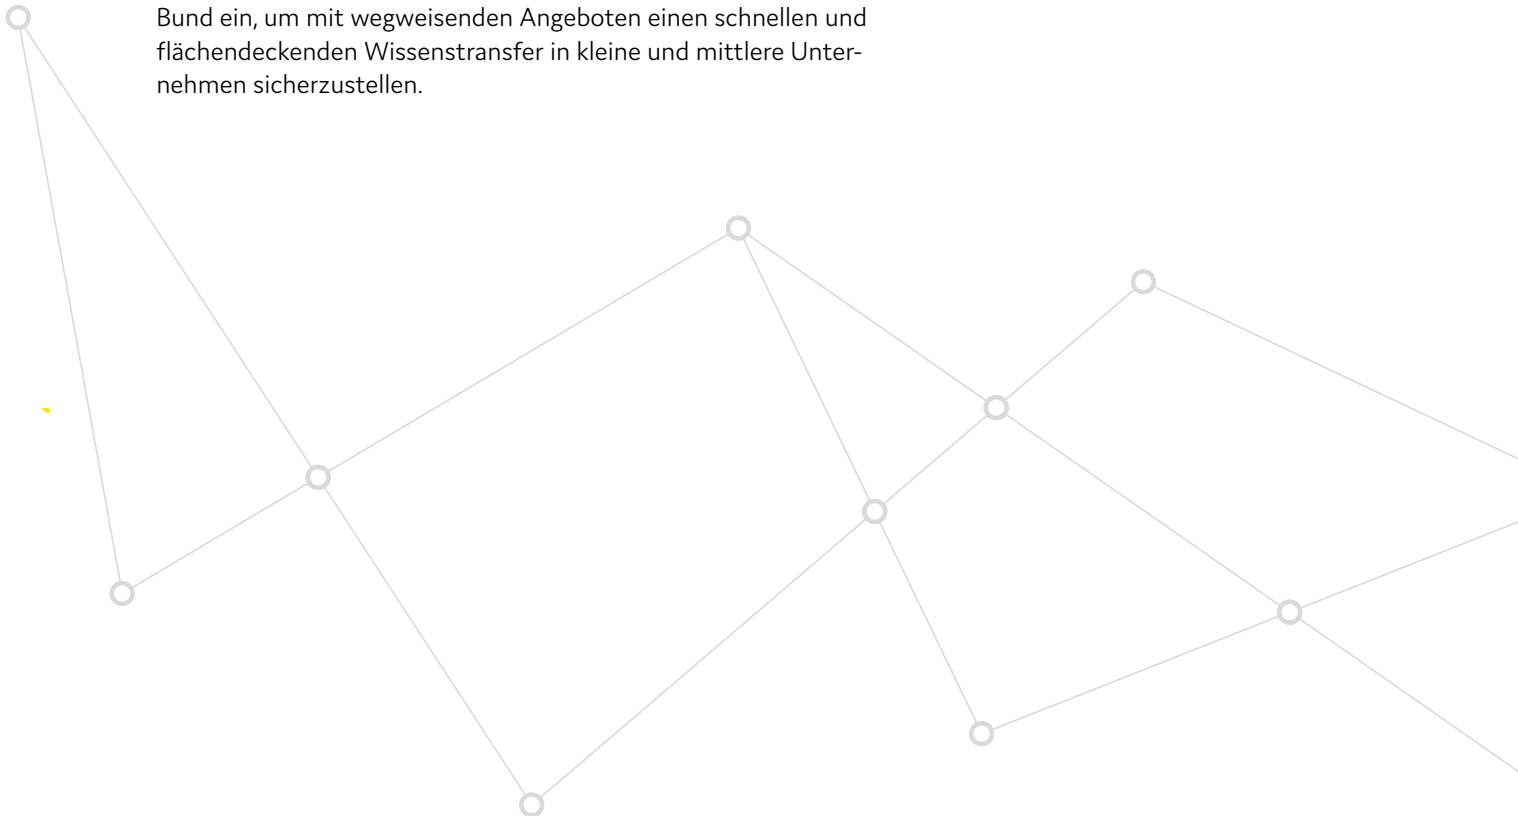 Bund ein, um mit wegweisenden Angeboten einen schnellen und
flächendeckenden Wissenstransfer in kleine und mittlere Unter-
nehmen sicherzustellen.